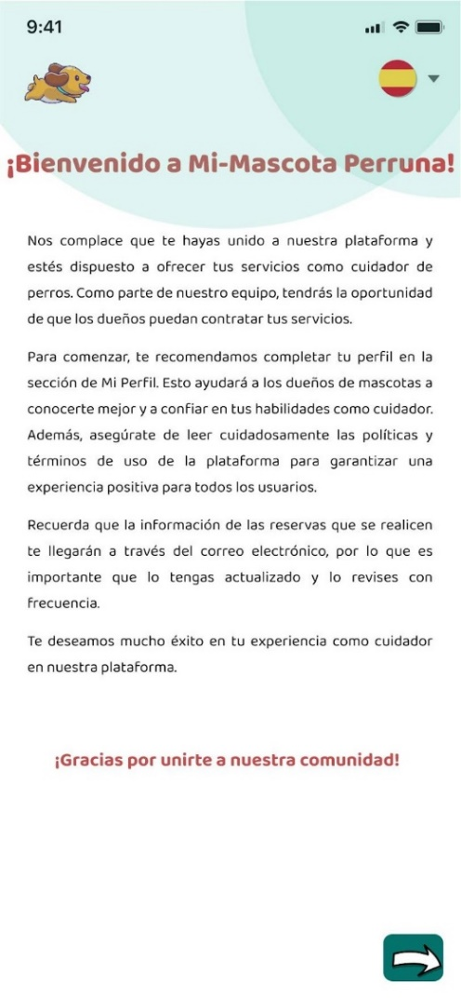 9:41
¡Bienvenido a Mi-Mascota Perruna!
Nos complace que te hayas unido a nuestra plataforma y
estés dispuesto a ofrecer tus servicios como cuidador de
perros. Como parte de nuestro equipo, tendrás la oportunidad
de que los dueños puedan contratar tus servicios.
Para comenzar, te recomendamos completar tu perfil en la
sección de Mi Perfil. Esto ayudará a los dueños de mascotas a
conocerte mejor y a confiar en tus habilidades como cuidador.
Además, asegúrate de leer cuidadosamente las políticas y
términos de uso de la plataforma para garantizar una
experiencia positiva para todos los usuarios.
Recuerda que la información de las reservas que se realicen
te llegarán a través del correo electrónico, por lo que es
importante que lo tengas actualizado y lo revises con
frecuencia.
Te deseamos mucho éxito en tu experiencia como cuidador
en nuestra plataforma.
¡Gracias por unirte a nuestra comunidad!